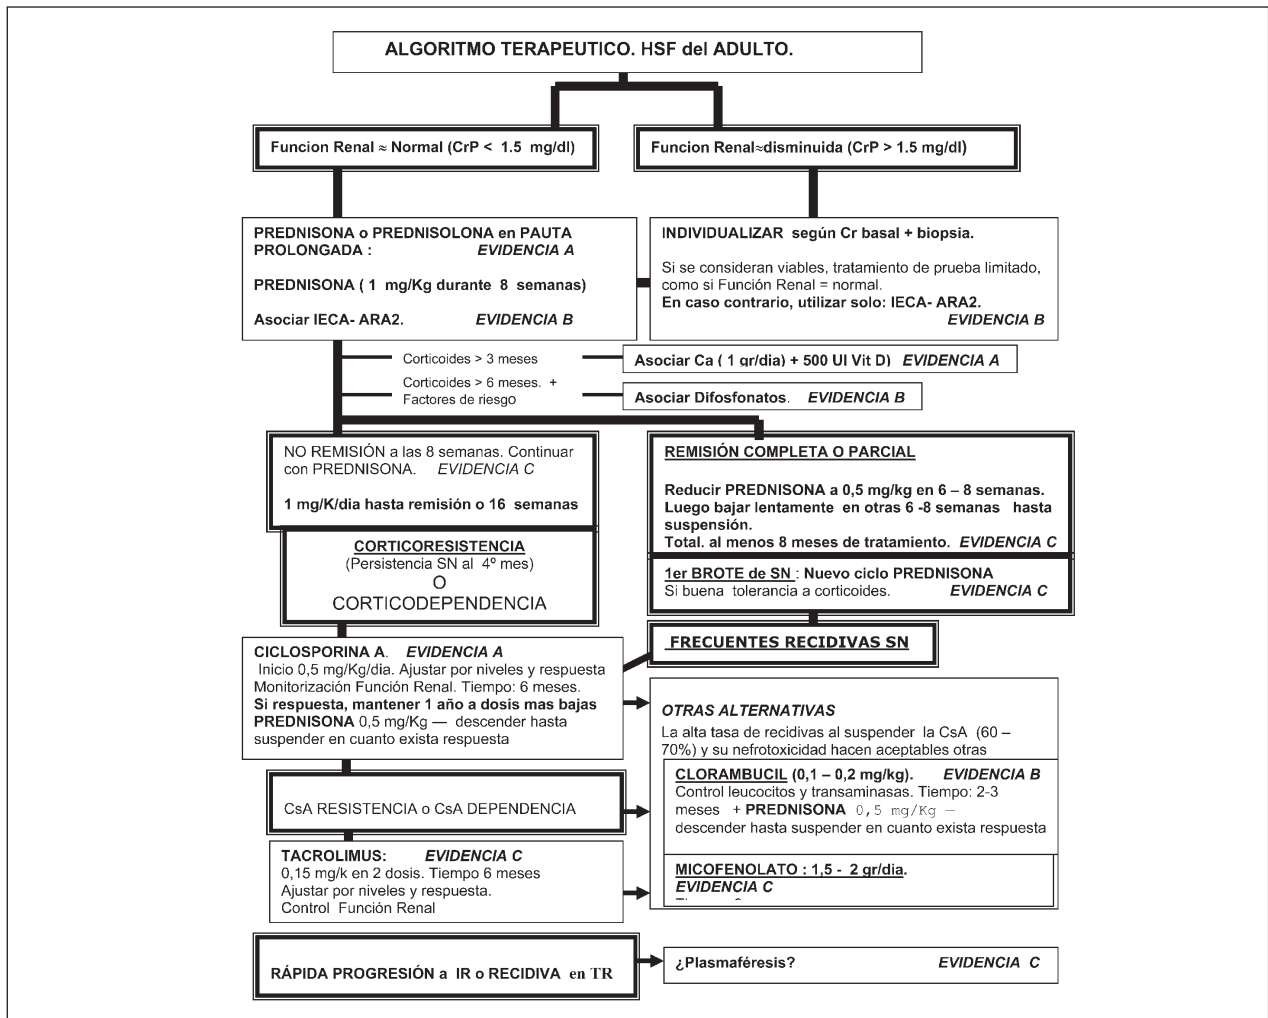 ALGORITMO TERAPEUTICO. HSF del ADULTO.
Funcion Renal ≈ Normal (CrP < 1.5 mg/dl)
Funcion Renal≈disminuida (CrP > 1.5 mg/dl)
PREDNISONA o PREDNISOLONA en PAUTA
PROLONGADA : EVIDENCIA A
PREDNISONA ( 1 mg/Kg durante 8 semanas)
Asociar IECA- ARA2. EVIDENCIA B
INDIVIDUALIZAR según Cr basal + biopsia.
Si se consideran viables, tratamiento de prueba limitado,
como si Función Renal = normal.
En caso contrario, utilizar solo: IECA- ARA2.
EVIDENCIA B
Corticoides > 3 meses
Asociar Ca ( 1 gr/dia) + 500 UI Vit D) EVIDENCIA A
Corticoides > 6 meses. +
Factores de riesgo
Asociar Difosfonatos. EVIDENCIA B
NO REMISIÓN a las 8 semanas. Continuar
con PREDNISONA. EVIDENCIA C
1 mg/K/dia hasta remisión o 16 semanas
CORTICORESISTENCIA
(Persistencia SN al 4º mes)
O
CORTICODEPENDENCIA
REMISIÓN COMPLETA O PARCIAL
Reducir PREDNISONA a 0,5 mg/kg en 6 – 8 semanas.
Luego bajar lentamente en otras 6 -8 semanas hasta
suspensión.
Total. al menos 8 meses de tratamiento. EVIDENCIA C
1er BROTE de SN : Nuevo ciclo PREDNISONA
Si buena tolerancia a corticoides. EVIDENCIA C
FRECUENTES RECIDIVAS SN
CICLOSPORINA A. EVIDENCIA A
Inicio 0,5 mg/Kg/dia. Ajustar por niveles y respuesta
Monitorización Función Renal. Tiempo: 6 meses.
Si respuesta, mantener 1 año a dosis mas bajas
PREDNISONA 0,5 mg/Kg — descender hasta
suspender en cuanto exista respuesta
OTRAS ALTERNATIVAS
La alta tasa de recidivas al suspender la CsA (60 –
70%) y su nefrotoxicidad hacen aceptables otras
CLORAMBUCIL (0,1 – 0,2 mg/kg). EVIDENCIA B
Control leucocitos y transaminasas. Tiempo: 2-3
meses + PREDNISONA 0,5 mg/Kg —
descender hasta suspender en cuanto exista respuesta
MICOFENOLATO : 1,5 - 2 gr/dia.
EVIDENCIA C
CsA RESISTENCIA o CsA DEPENDENCIA
TACROLIMUS: EVIDENCIA C
0,15 mg/k en 2 dosis. Tiempo 6 meses
Ajustar por niveles y respuesta.
Control Función Renal
RÁPIDA PROGRESIÓN a IR o RECIDIVA en TR
¿Plasmaféresis? EVIDENCIA C